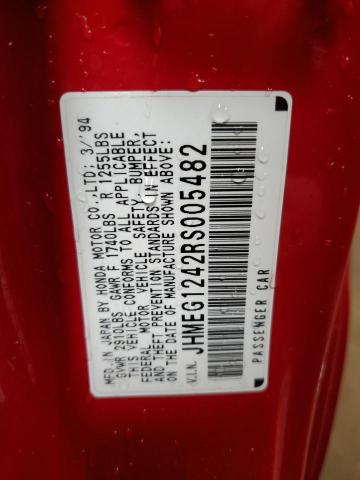 MFD. IN JAPAN BY HONDA MOTOR CO.,LTD; 3/'94
GVWR 2910LBS GAWR F 1740LBS R 1255LBS
THIS VEHICLE CONFORMS TO ALL APPLICABLE
FEDERAL MOTOR VEHICLE SAFETY, BUMPER,
AND THEFT PREVENTION STANDARDS IN EFFECT
ON THE DATE OF MANUFACTURE SHOWN ABOVE.
V.I.N. JHMEG1242RS005482
PASSENGER CAR